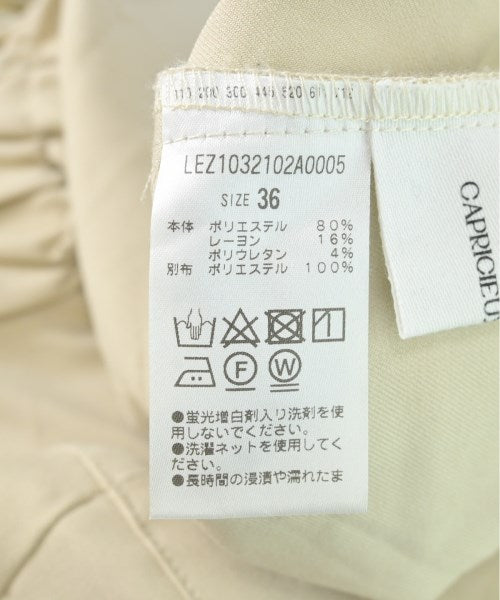 LEZ1032102A0005
SIZE 36
本体 ポリエステル 80%
レーヨン 16%
ポリウレタン 4%
別布 ポリエステル 100%
F W
●蛍光増白剤入り洗剤を使
用しないでください。
●洗濯ネットを使用してく
ださい。
●長時間の浸漬や濡れたま
CAPRICIEU